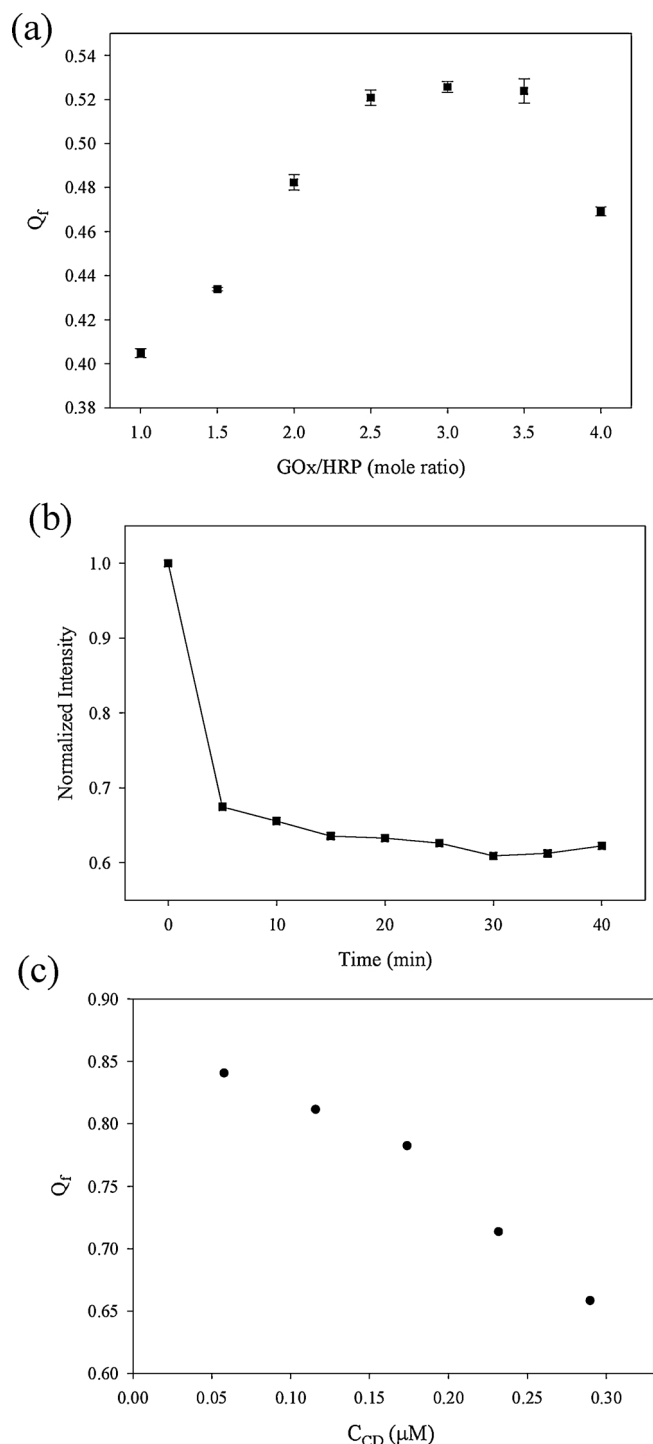 (a)
0.54
0.52
0.50
0.48
0.46
0.44
0.42
0.40
0.38
Qf
1.0 1.5 2.0 2.5 3.0 3.5 4.0
GOx/HRP (mole ratio)
(b)
1.0
0.9
0.8
0.7
0.6
Normalized Intensity
0 10 20 30 40
Time (min)
(c)
0.90
0.85
0.80
0.75
0.70
0.65
0.60
Qf
0.00 0.05 0.10 0.15 0.20 0.25 0.30
CCD (μM)